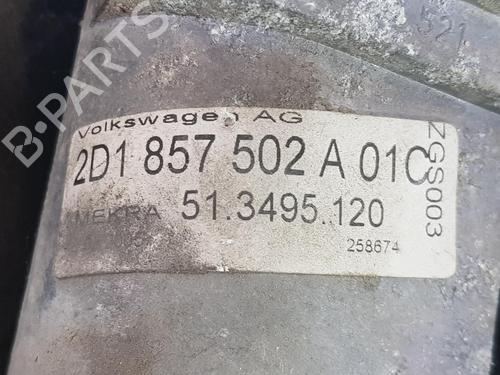 521
Volkswagen AG
2D1 857 502 A 01C
MEKRA 51.3495.120
258674
ZGS003
B-PARTS